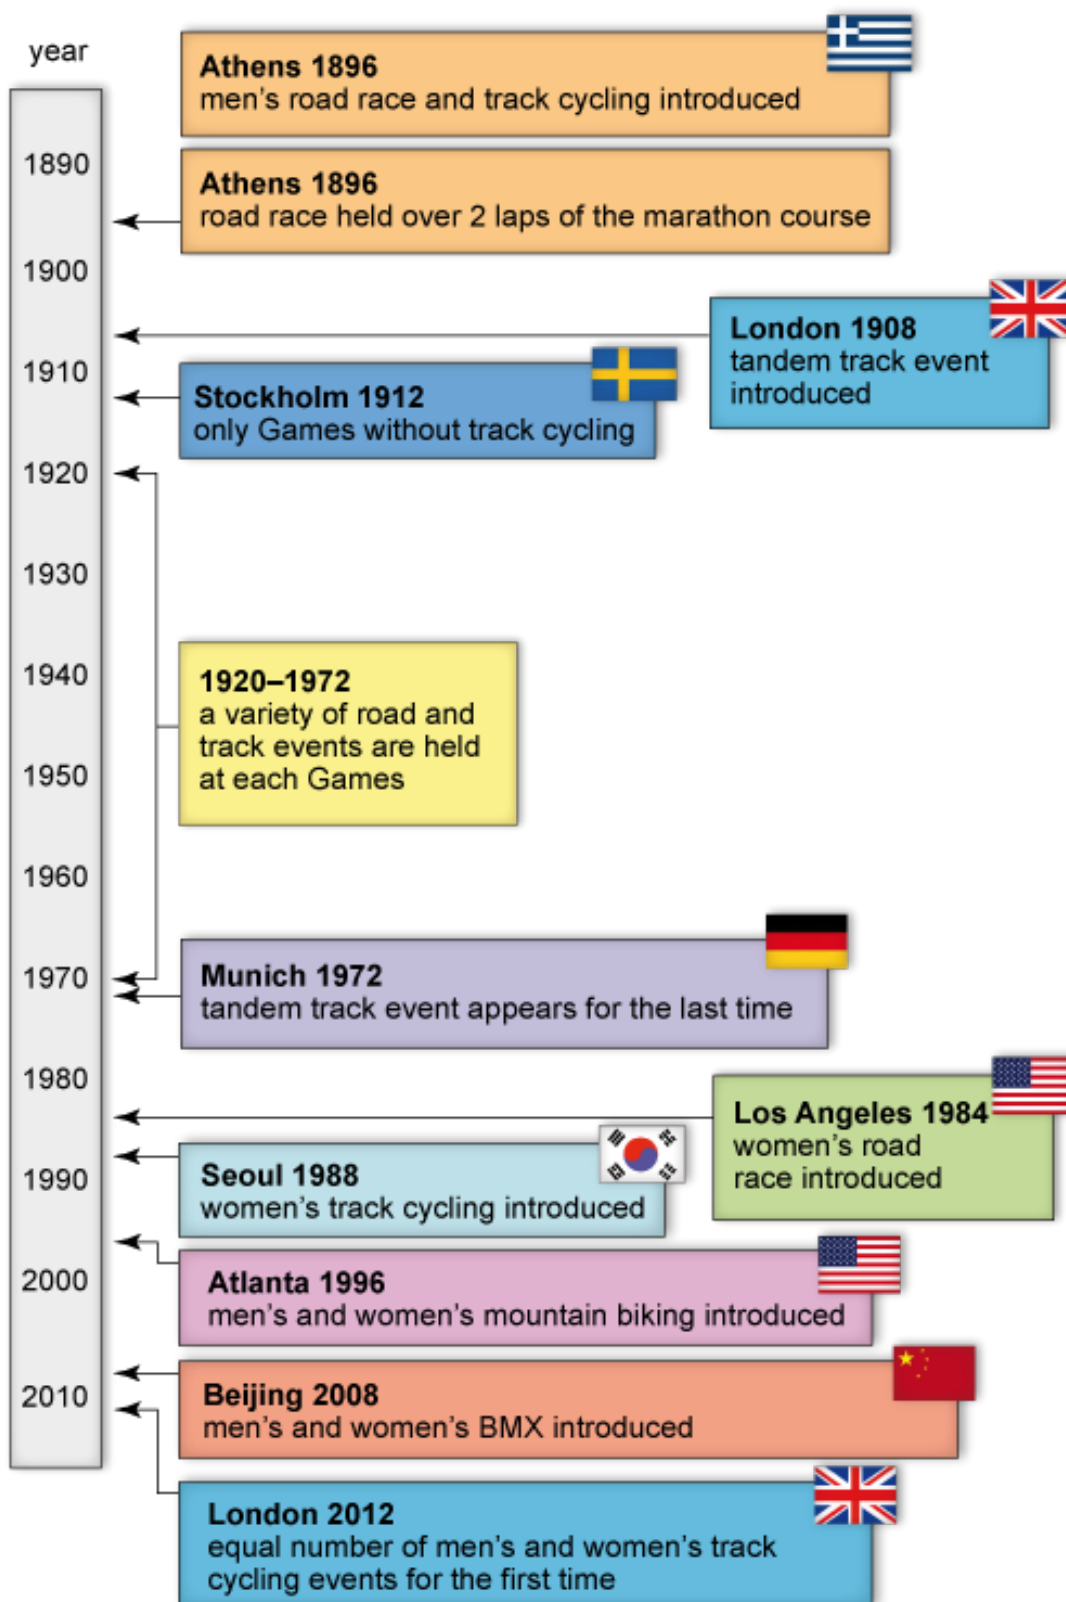 year
Athens 1896
men's road race and track cycling introduced
1890
Athens 1896
road race held over 2 laps of the marathon course
1900
London 1908
tandem track event
introduced
1910
Stockholm 1912
only Games without track cycling
1920
1930
1940
1920–1972
a variety of road and
track events are held
at each Games
1950
1960
1970
Munich 1972
tandem track event appears for the last time
1980
Los Angeles 1984
women's road
race introduced
1990
Seoul 1988
women's track cycling introduced
2000
Atlanta 1996
men's and women's mountain biking introduced
2010
Beijing 2008
men's and women's BMX introduced
London 2012
equal number of men's and women's track
cycling events for the first time